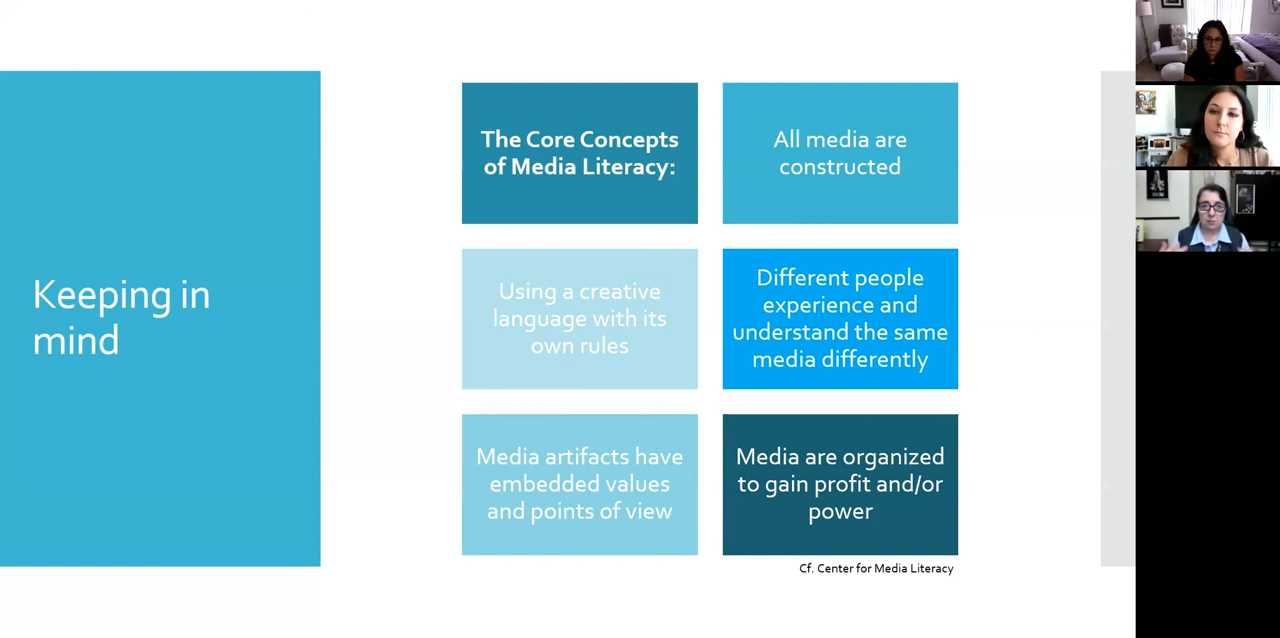 Keeping in
mind
The Core Concepts
of Media Literacy:
All media are
constructed
Using a creative
language with its
own rules
Different people
experience and
understand the same
media differently
Media artifacts have
embedded values
and points of view
Media are organized
to gain profit and/or
power
Cf. Center for Media Literacy